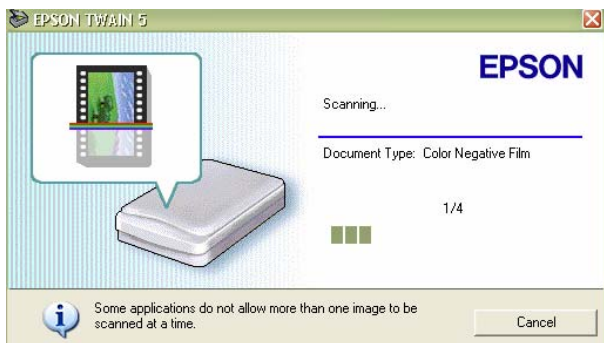 EPSON TWAIN 5
EPSON
Scanning...
Document Type: Color Negative Film
1/4
Some applications do not allow more than one image to be
scanned at a time.
Cancel